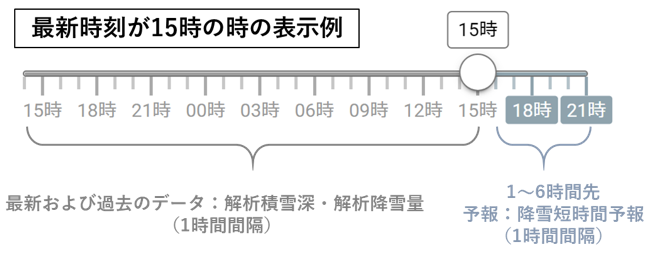 最新時刻が15時の時の表示例
15時
15時 18時 21時 00時 03時 06時 09時 12時 15時 18時 21時
最新および過去のデータ：解析積雪深・解析降雪量
（1時間間隔）
1～6時間先
予報：降雪短時間予報
（1時間間隔）